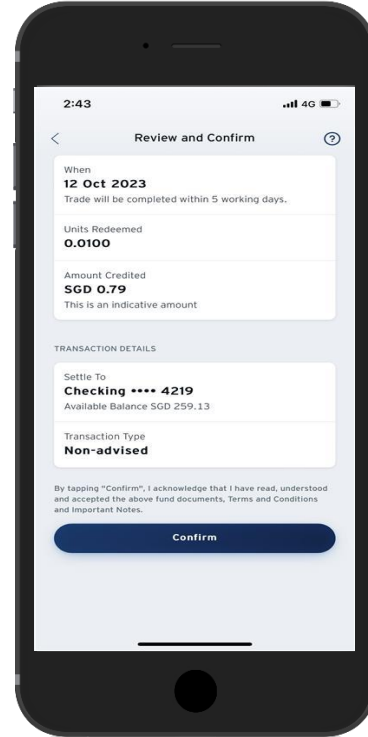 2:43
4G
Review and Confirm
?
When
12 Oct 2023
Trade will be completed within 5 working days.
Units Redeemed
0.0100
Amount Credited
SGD 0.79
This is an indicative amount
TRANSACTION DETAILS
Settle To
Checking •••• 4219
Available Balance SGD 259.13
Transaction Type
Non-advised
By tapping "Confirm", I acknowledge that I have read, understood
and accepted the above fund documents, Terms and Conditions
and Important Notes.
Confirm